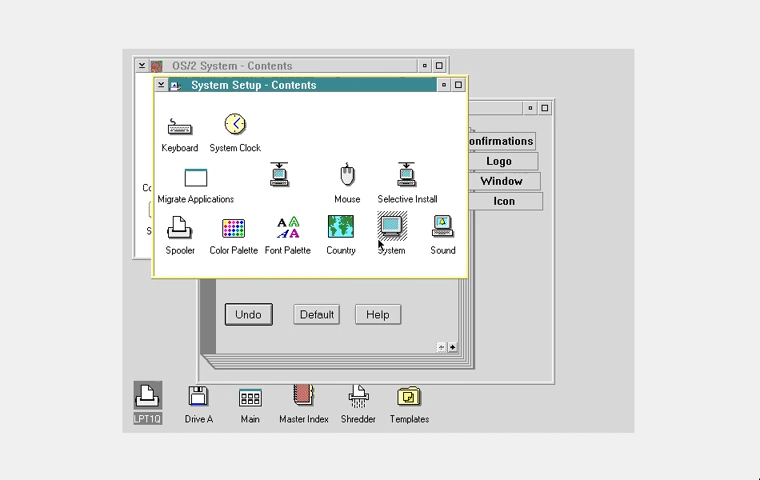 OS/2 System - Contents
System Setup - Contents
Keyboard
System Clock
onfirmations
Logo
Window
Icon
Migrate Applications
Mouse
Selective Install
Spooler
Color Palette
Font Palette
Country
System
Sound
Undo
Default
Help
LPT1Q
Drive A
Main
Master Index
Shredder
Templates